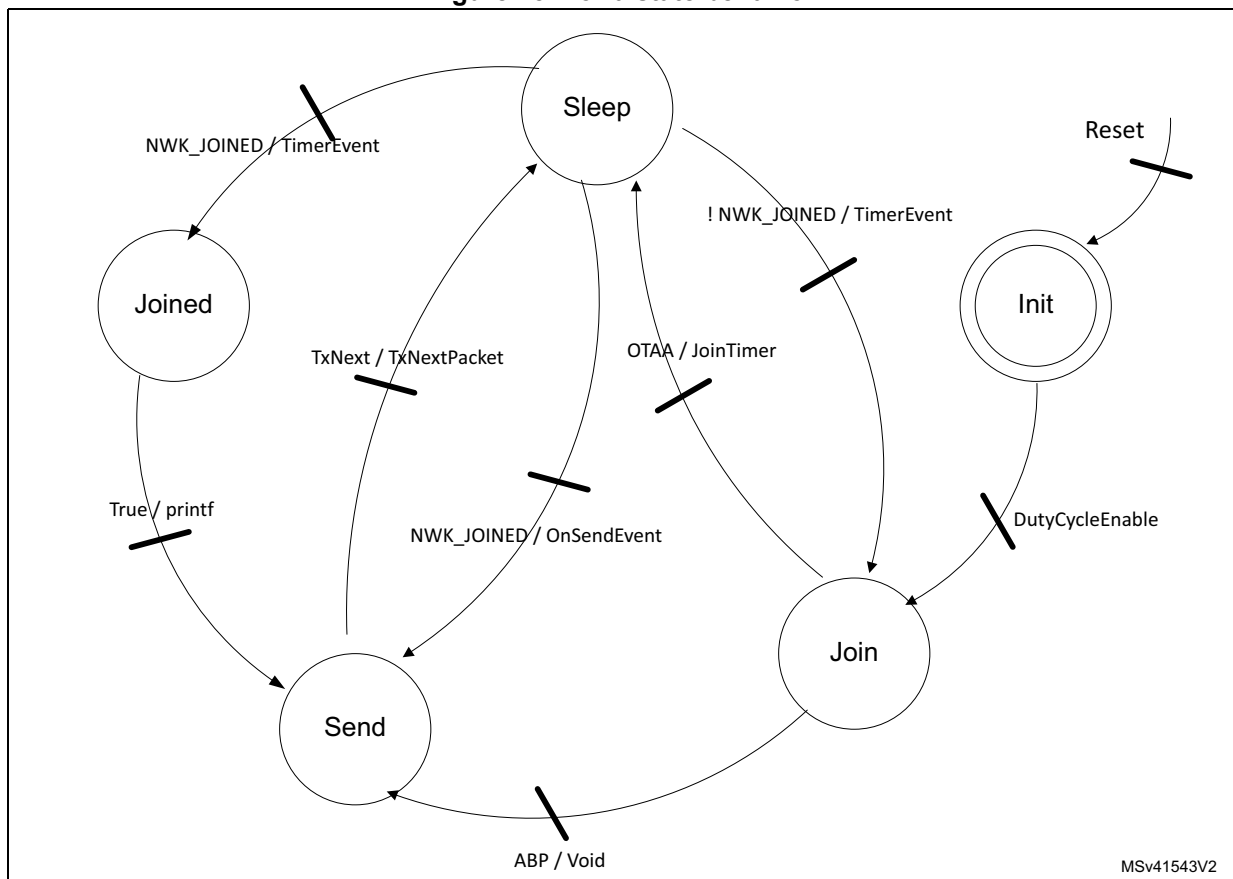 Sleep
Reset
NWK_JOINED / TimerEvent
! NWK_JOINED / TimerEvent
Joined
Init
TxNext / TxNextPacket
OTAA / JoinTimer
True / printf
DutyCycleEnable
NWK_JOINED / OnSendEvent
Join
Send
ABP / Void
MSv41543V2